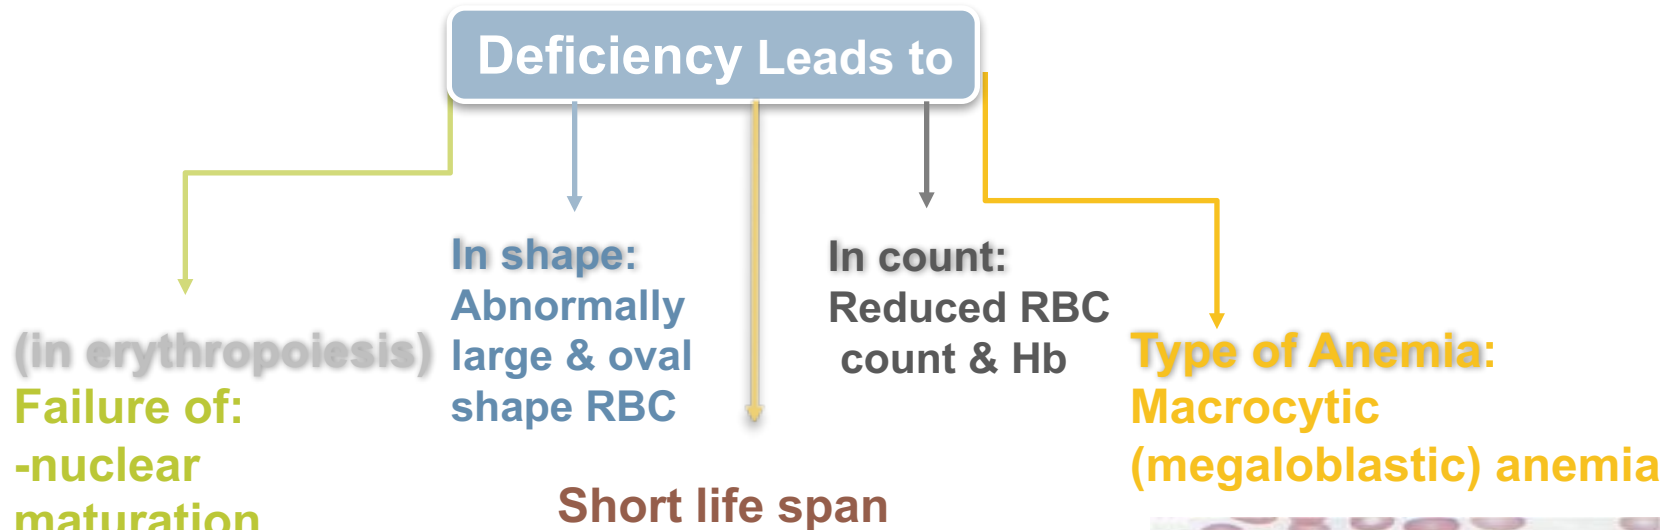 Deficiency Leads to
(in erythropoiesis)
Failure of:
-nuclear
maturation
In shape:
Abnormally
large & oval
shape RBC
Short life span
In count:
Reduced RBC
count & Hb
Type of Anemia:
Macrocytic
(megaloblastic) anemia